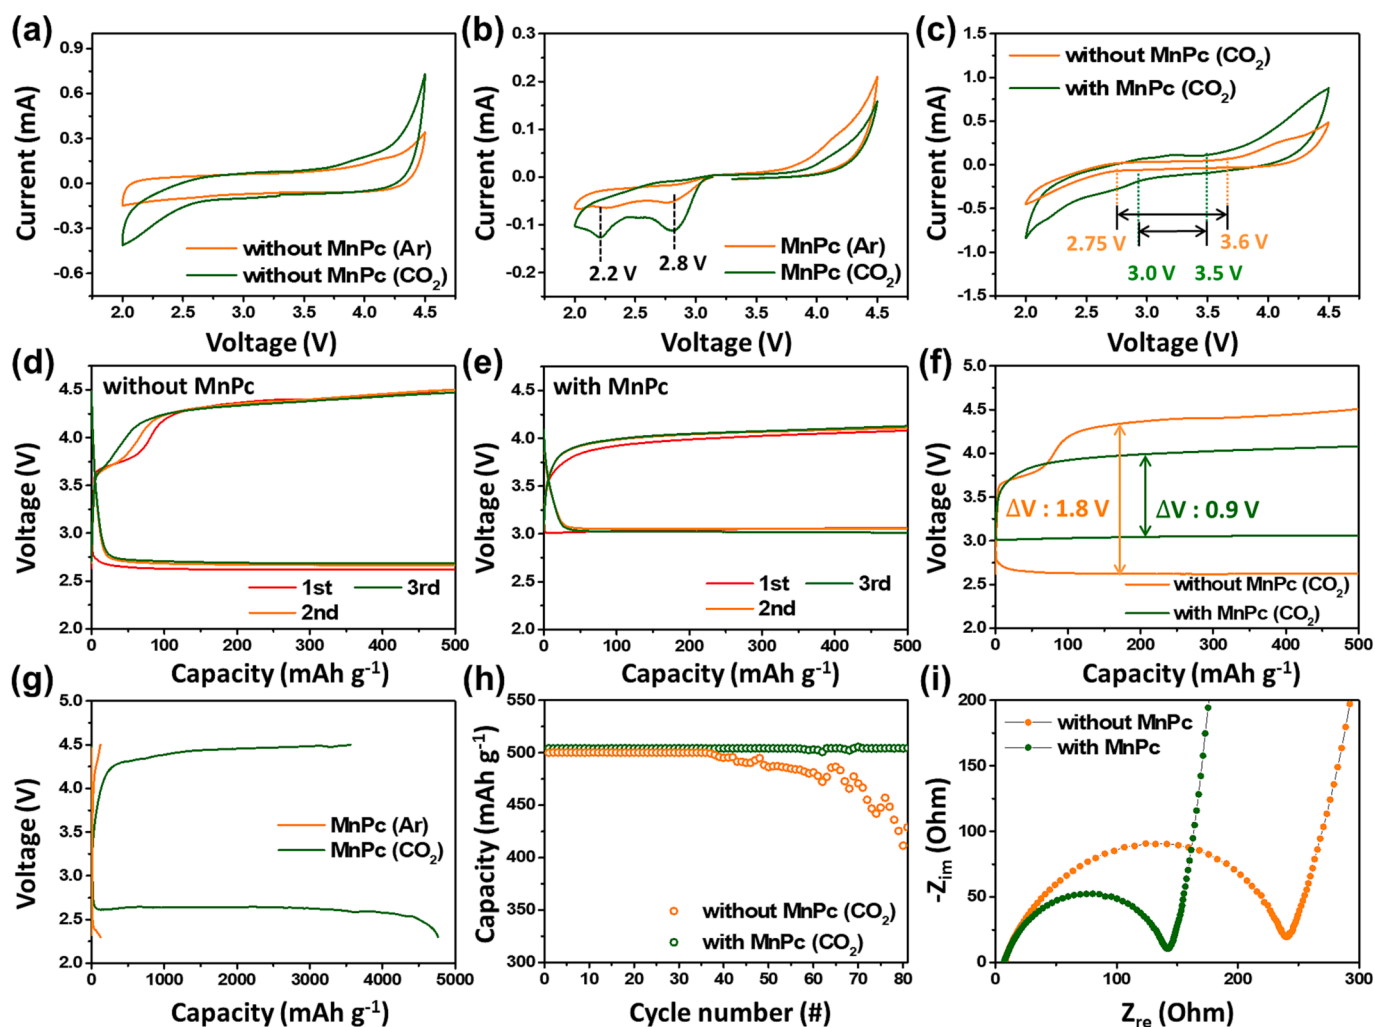 (a)
Current (mA)
0.9
0.6
0.3
0.0
-0.3
-0.6
without MnPc (Ar)
without MnPc (CO₂)
2.0 2.5 3.0 3.5 4.0 4.5
Voltage (V)
(b)
Current (mA)
0.3
0.2
0.1
0.0
-0.1
-0.2
2.2 V
2.8 V
MnPc (Ar)
MnPc (CO₂)
2.0 2.5 3.0 3.5 4.0 4.5
Voltage (V)
(c)
Current (mA)
1.5
1.0
0.5
0.0
-0.5
-1.0
-1.5
without MnPc (CO₂)
with MnPc (CO₂)
2.75 V
3.6 V
3.0 V
3.5 V
2.0 2.5 3.0 3.5 4.0 4.5
Voltage (V)
(d)
without MnPc
Voltage (V)
4.5
4.0
3.5
3.0
2.5
2.0
1st
3rd
2nd
0 100 200 300 400 500
Capacity (mAh g⁻¹)
(e)
with MnPc
Voltage (V)
4.5
4.0
3.5
3.0
2.5
2.0
1st
3rd
2nd
0 100 200 300 400 500
Capacity (mAh g⁻¹)
(f)
Voltage (V)
5.0
4.5
4.0
3.5
3.0
2.5
2.0
ΔV : 1.8 V
ΔV : 0.9 V
without MnPc (CO₂)
with MnPc (CO₂)
0 100 200 300 400 500
Capacity (mAh g⁻¹)
(g)
Voltage (V)
5.0
4.5
4.0
3.5
3.0
2.5
2.0
MnPc (Ar)
MnPc (CO₂)
0 1000 2000 3000 4000 5000
Capacity (mAh g⁻¹)
(h)
Capacity (mAh g⁻¹)
550
500
450
400
350
300
without MnPc (CO₂)
with MnPc (CO₂)
0 10 20 30 40 50 60 70 80
Cycle number (#)
(i)
-Zim (Ohm)
200
150
100
50
0
without MnPc
with MnPc
0 100 200 300
Zre (Ohm)